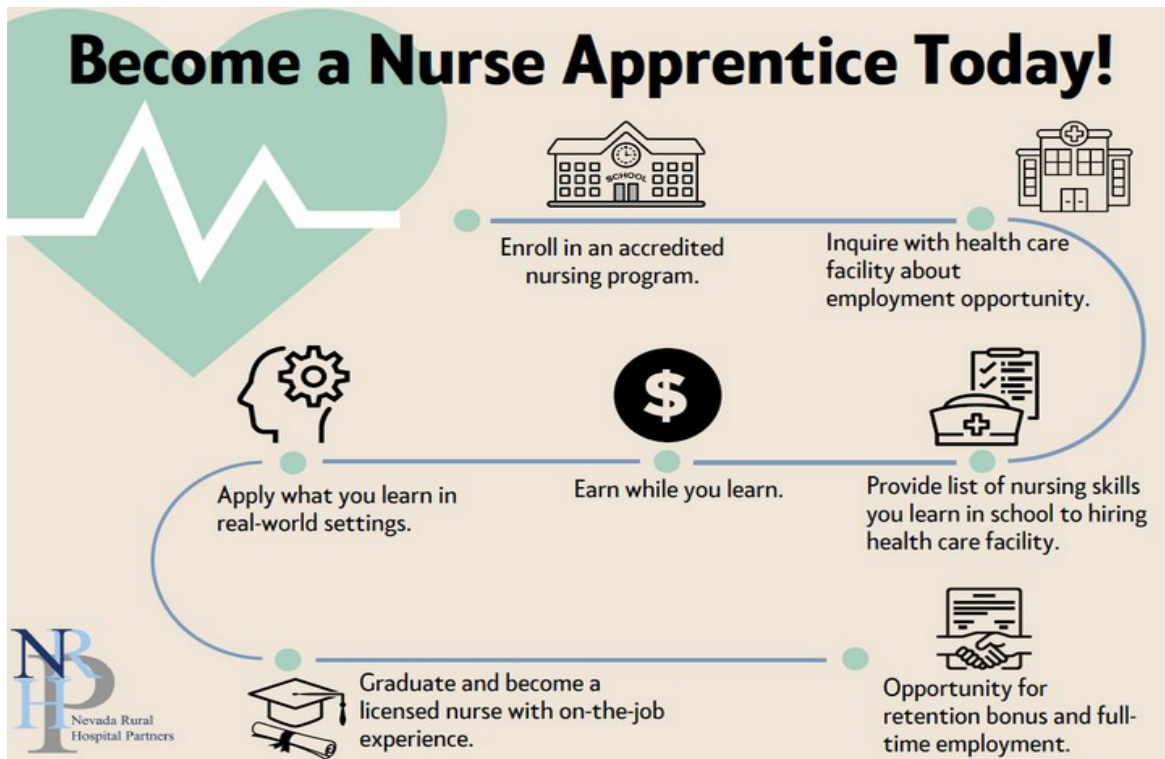 Become a Nurse Apprentice Today!
SCHOOL
Enroll in an accredited
nursing program.
Inquire with health care
facility about
employment opportunity.
Provide list of nursing skills
you learn in school to hiring
health care facility.
$
Earn while you learn.
Apply what you learn in
real-world settings.
Graduate and become a
licensed nurse with on-the-job
experience.
Opportunity for
retention bonus and full-
time employment.
NRHP
Nevada Rural
Hospital Partners